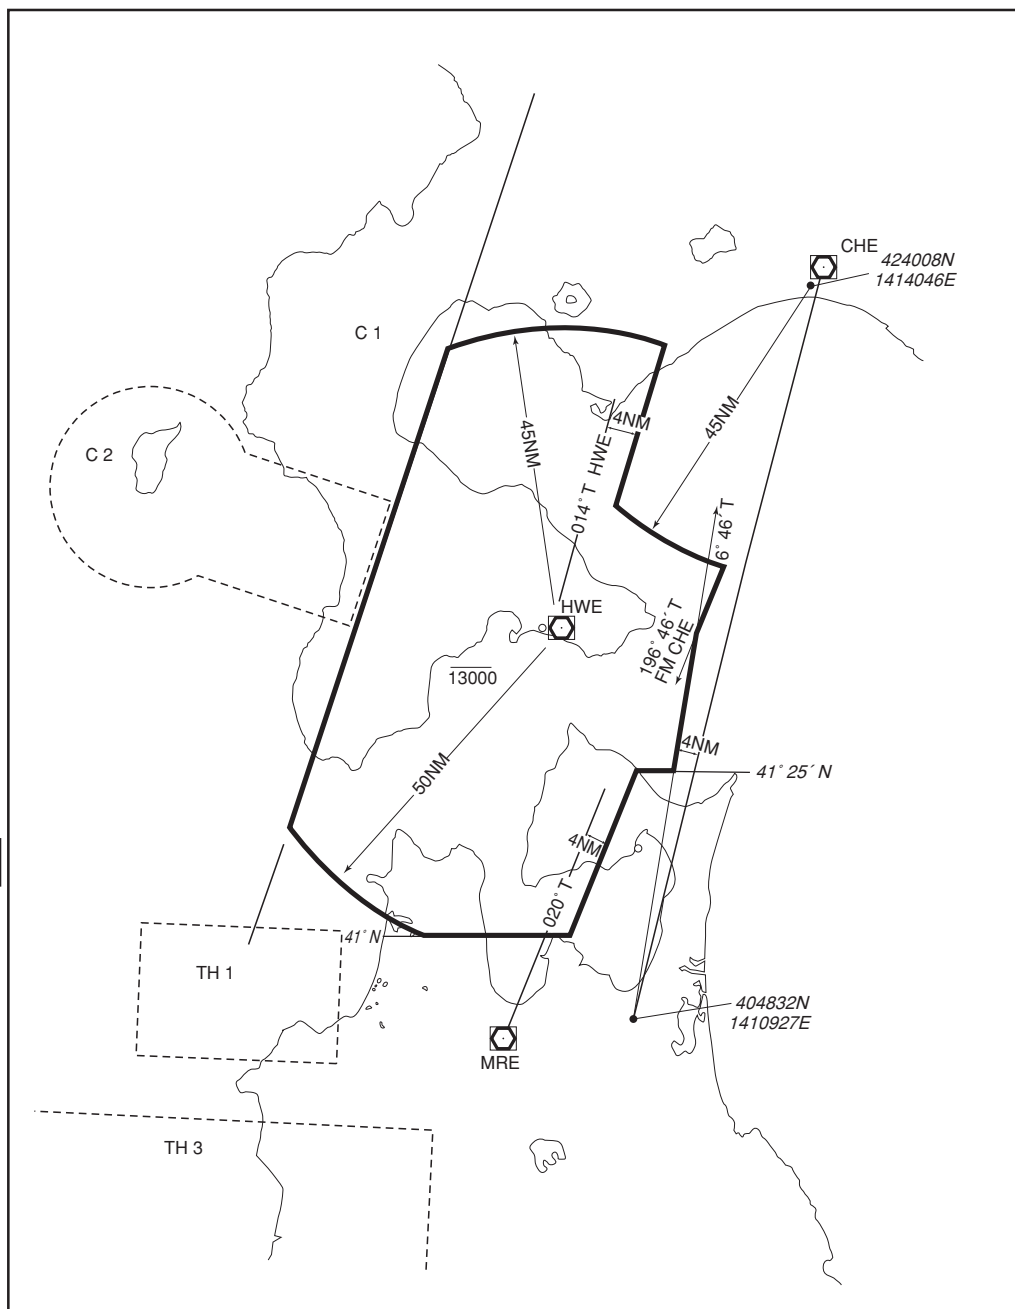 CHE
424008N
1414046E
C 1
4NM
45NM
45NM
C 2
014° T HWE
6° 46´ T
HWE
196° 46´ T
FM CHE
13000
4NM
50NM
41° 25´ N
4NM
020° T
41° N
TH 1
404832N
1410927E
MRE
TH 3